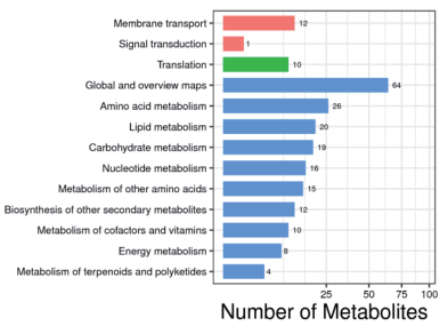 Membrane transport 12
Signal transduction 1
Translation 10
Global and overview maps 64
Amino acid metabolism 26
Lipid metabolism 20
Carbohydrate metabolism 19
Nucleotide metabolism 16
Metabolism of other amino acids 15
Biosynthesis of other secondary metabolites 12
Metabolism of cofactors and vitamins 10
Energy metabolism 8
Metabolism of terpenoids and polyketides 4
25 50 75 100
Number of Metabolites